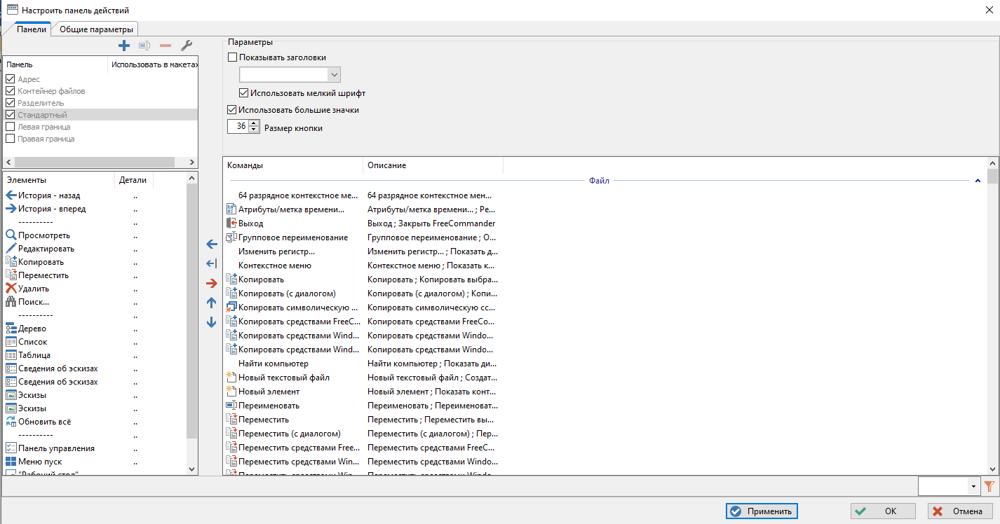 Настроить панель действий
Панели Общие параметры
Панель Использовать в макетах
Адрес
Контейнер файлов
Разделитель
Стандартный
Левая граница
Правая граница
Элементы Детали
История - назад ..
История - вперед ..
---------- ..
Просмотреть ..
Редактировать ..
Копировать ..
Переместить ..
Удалить ..
Поиск... ..
---------- ..
Дерево ..
Список ..
Таблица ..
Сведения об эскизах ..
Сведения об эскизах ..
Эскизы ..
Эскизы ..
Обновить всё ..
---------- ..
Панель управления ..
Меню пуск ..
"Рабочий стол"
Параметры
Показывать заголовки
Использовать мелкий шрифт
Использовать большие значки
36 Размер кнопки
Команды Описание
Файл
64 разрядное контекстное ме... 64 разрядное контекстное мен...
Атрибуты/метка времени... Атрибуты/метка времени... ; Ре...
Выход Выход ; Закрыть FreeCommander
Групповое переименование Групповое переименование ; О...
Изменить регистр... Изменить регистр... ; Показать д...
Контекстное меню Контекстное меню ; Показать к...
Копировать Копировать ; Копировать выбра...
Копировать (с диалогом) Копировать (с диалогом) ; Копи...
Копировать символическую ... Копировать символическую сс...
Копировать средствами FreeC... Копировать средствами FreeCo...
Копировать средствами Wind... Копировать средствами Windo...
Копировать средствами Wind... Копировать средствами Windo...
Найти компьютер Найти компьютер ; Показать ди...
Новый текстовый файл Новый текстовый файл ; Создат...
Новый элемент Новый элемент ; Показать конт...
Переименовать Переименовать ; Переименоват...
Переместить Переместить ; Переместить вы...
Переместить (с диалогом) Переместить (с диалогом) ; Пер...
Переместить средствами Free... Переместить средствами FreeC...
Переместить средствами Win... Переместить средствами Windo...
Переместить средствами Win... Переместить средствами Windo...
Применить OK Отмена